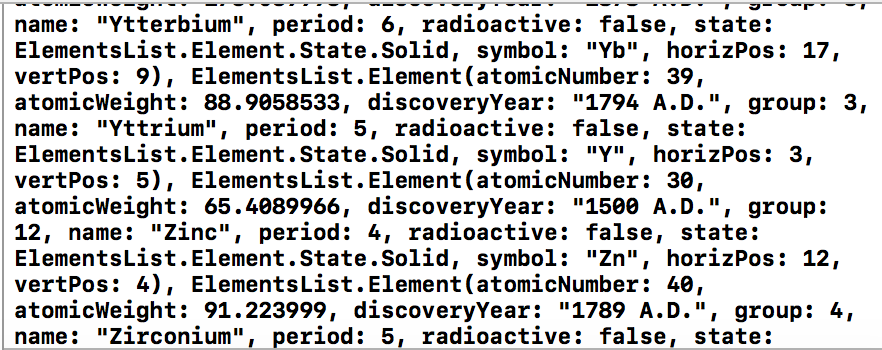 name: "Ytterbium", period: 6, radioactive: false, state:
ElementsList.Element.State.Solid, symbol: "Yb", horizPos: 17,
vertPos: 9), ElementsList.Element(atomicNumber: 39,
atomicWeight: 88.9058533, discoveryYear: "1794 A.D.", group: 3,
name: "Yttrium", period: 5, radioactive: false, state:
ElementsList.Element.State.Solid, symbol: "Y", horizPos: 3,
vertPos: 5), ElementsList.Element(atomicNumber: 30,
atomicWeight: 65.4089966, discoveryYear: "1500 A.D.", group:
12, name: "Zinc", period: 4, radioactive: false, state:
ElementsList.Element.State.Solid, symbol: "Zn", horizPos: 12,
vertPos: 4), ElementsList.Element(atomicNumber: 40,
atomicWeight: 91.223999, discoveryYear: "1789 A.D.", group: 4,
name: "Zirconium", period: 5, radioactive: false, state: